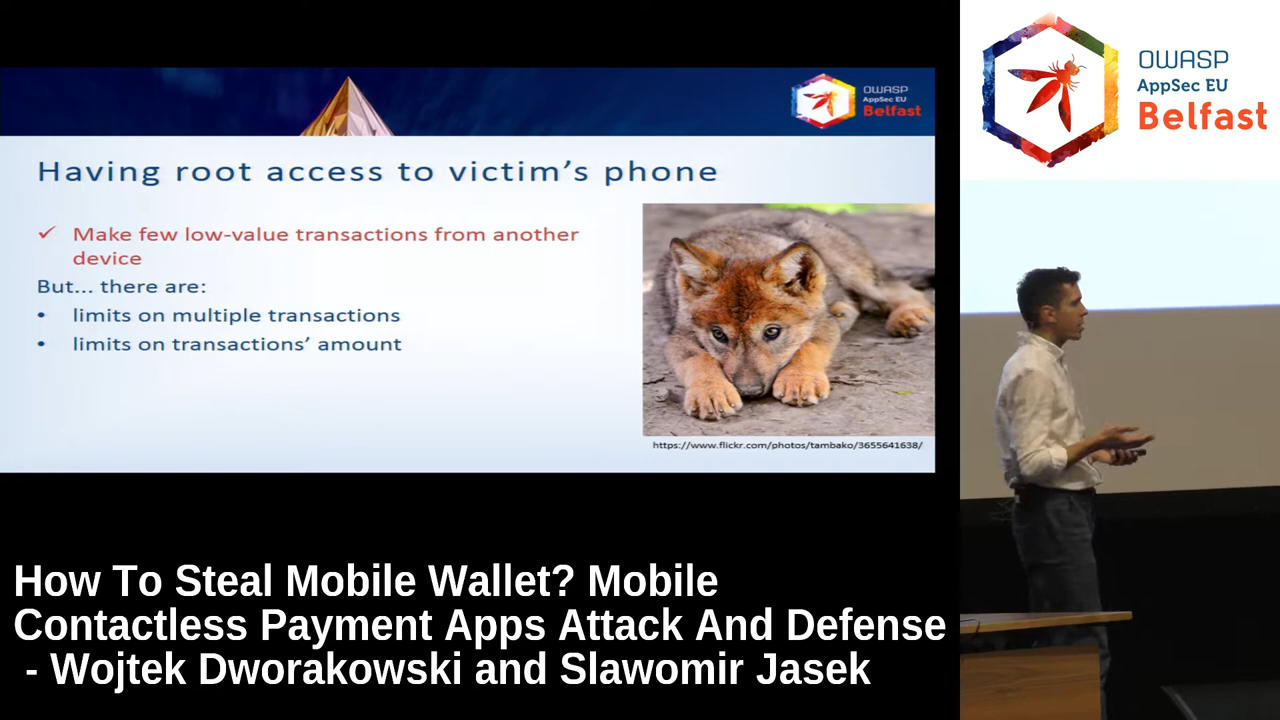 OWASP
AppSec EU
Belfast
Having root access to victim's phone
✓ Make few low-value transactions from another
device
But... there are:
• limits on multiple transactions
• limits on transactions' amount
https://www.flickr.com/photos/tambako/3655641638/
OWASP
AppSec EU
Belfast
How To Steal Mobile Wallet? Mobile
Contactless Payment Apps Attack And Defense
- Wojtek Dworakowski and Slawomir Jasek